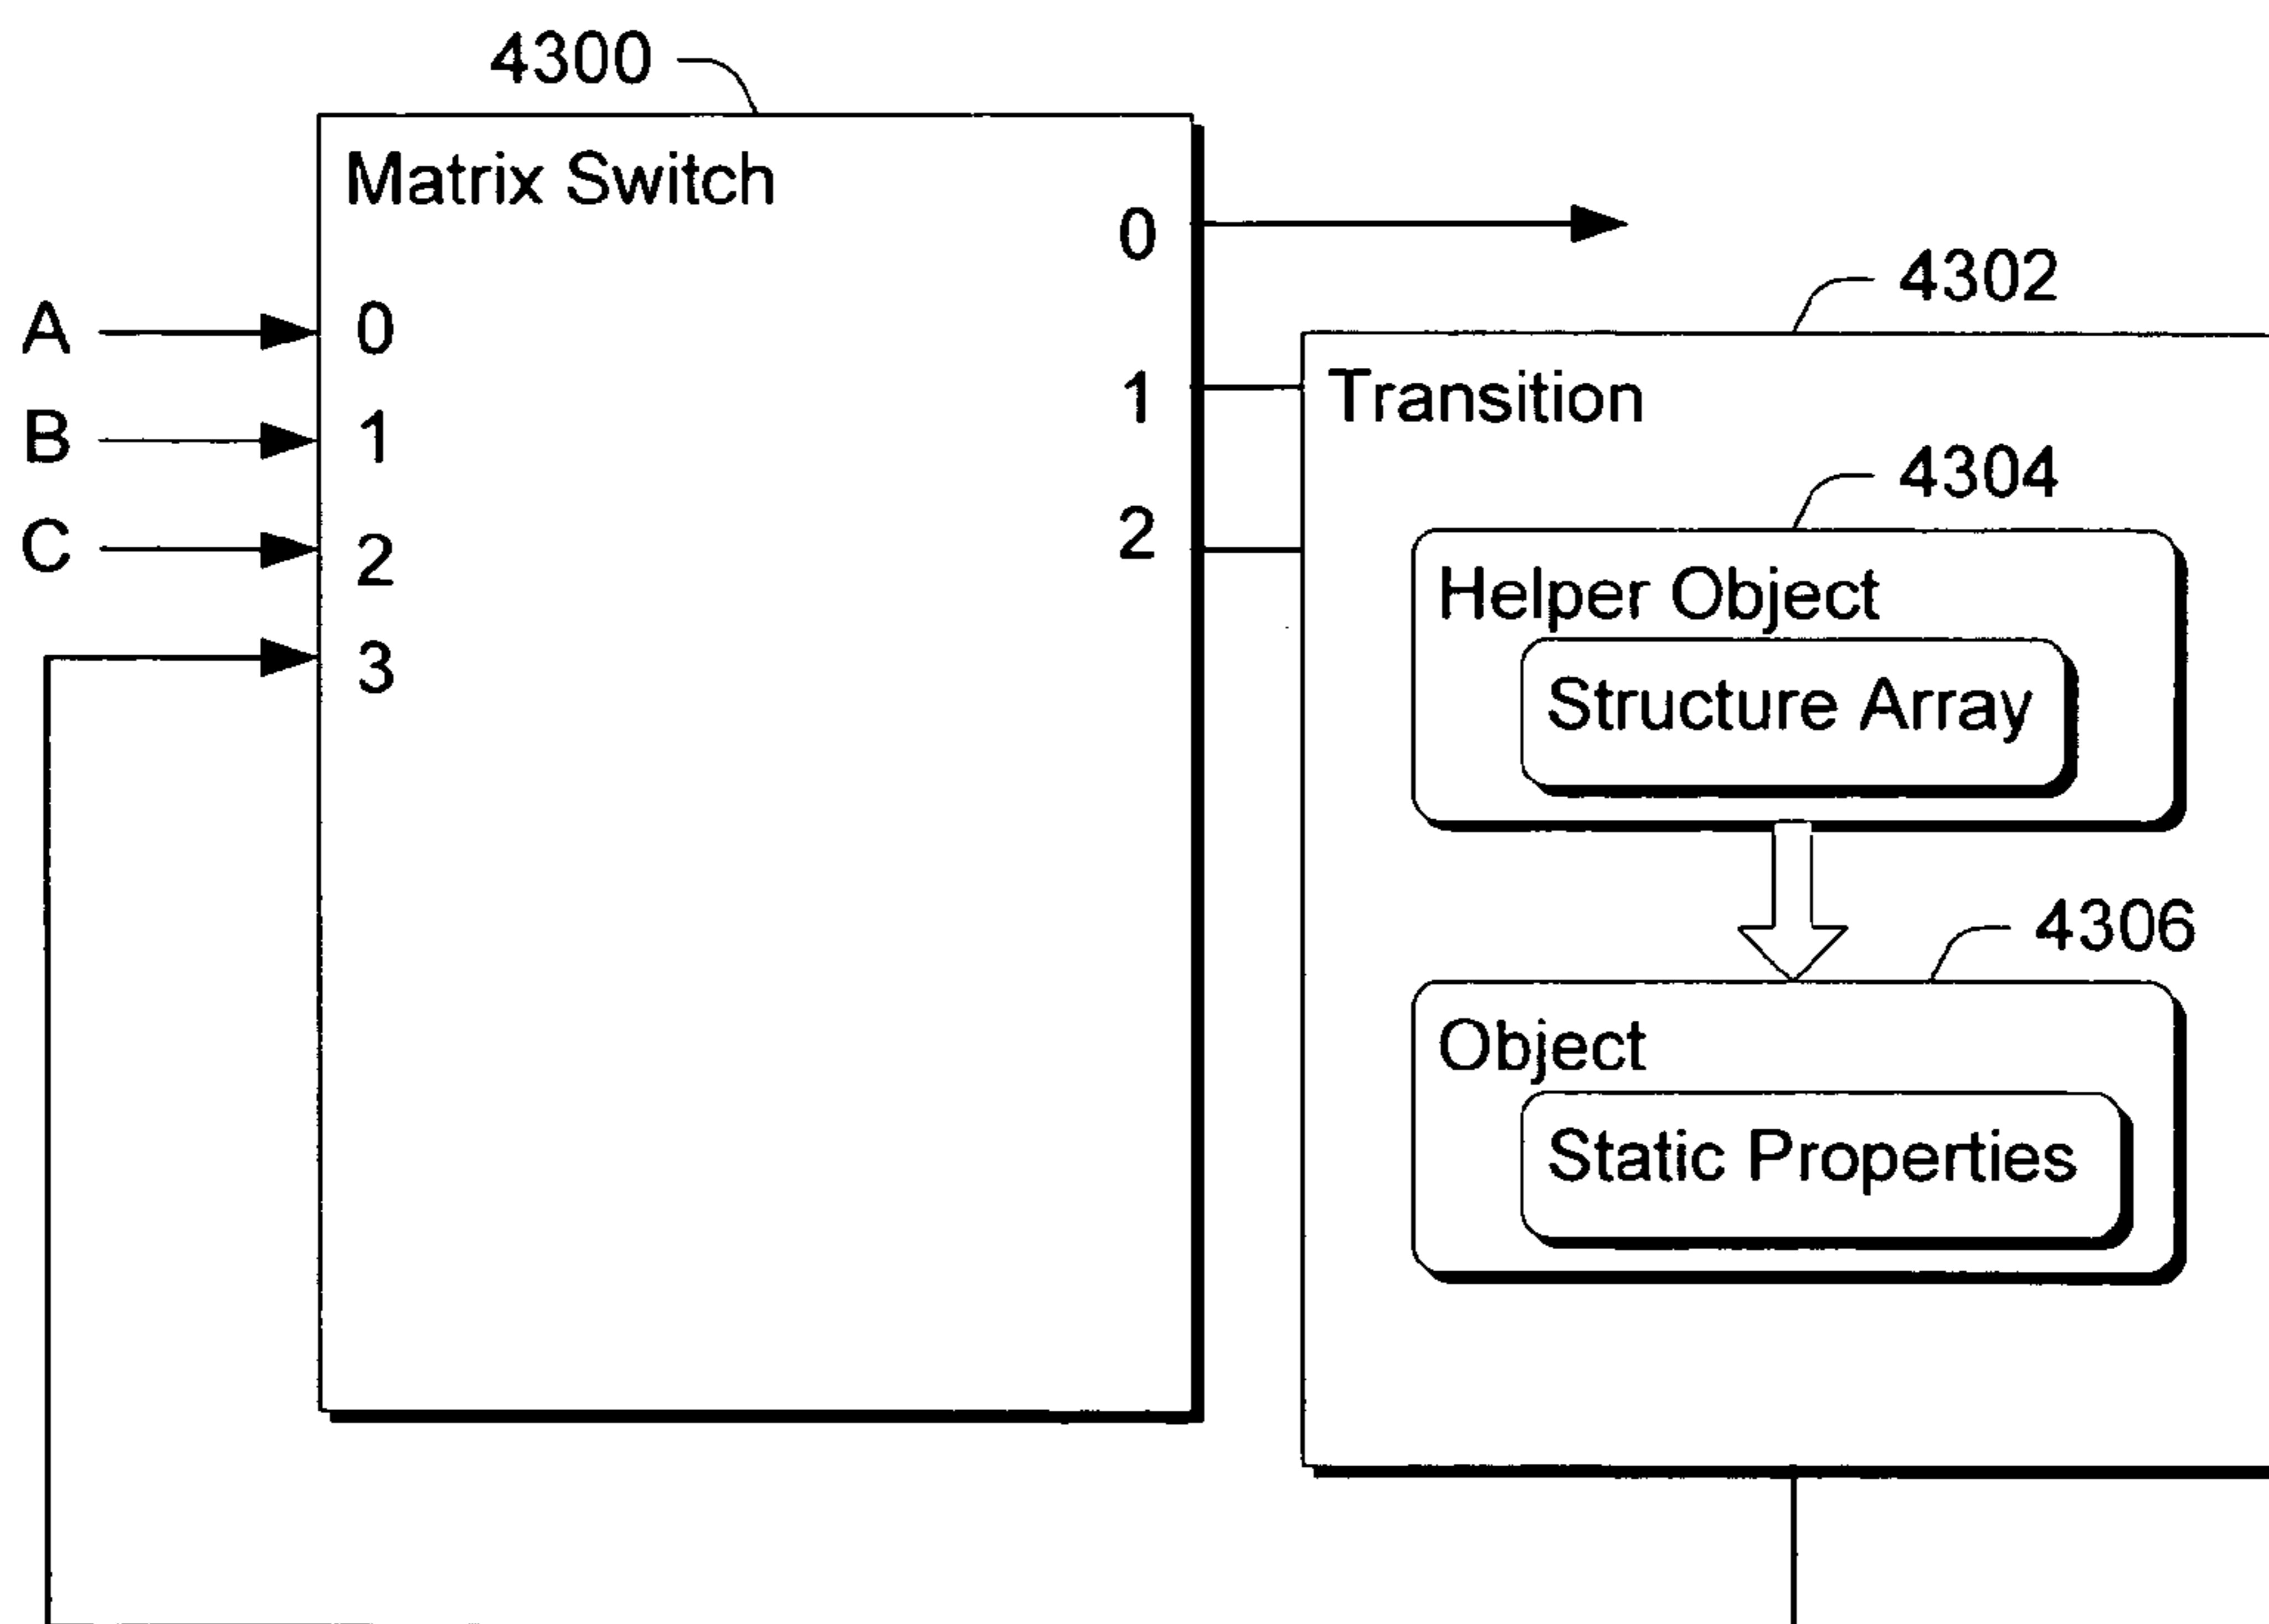 4300
Matrix Switch
0
4302
A
0
1
Transition
B
1
4304
2
C
2
Helper Object
3
Structure Array
4306
Object
Static Properties